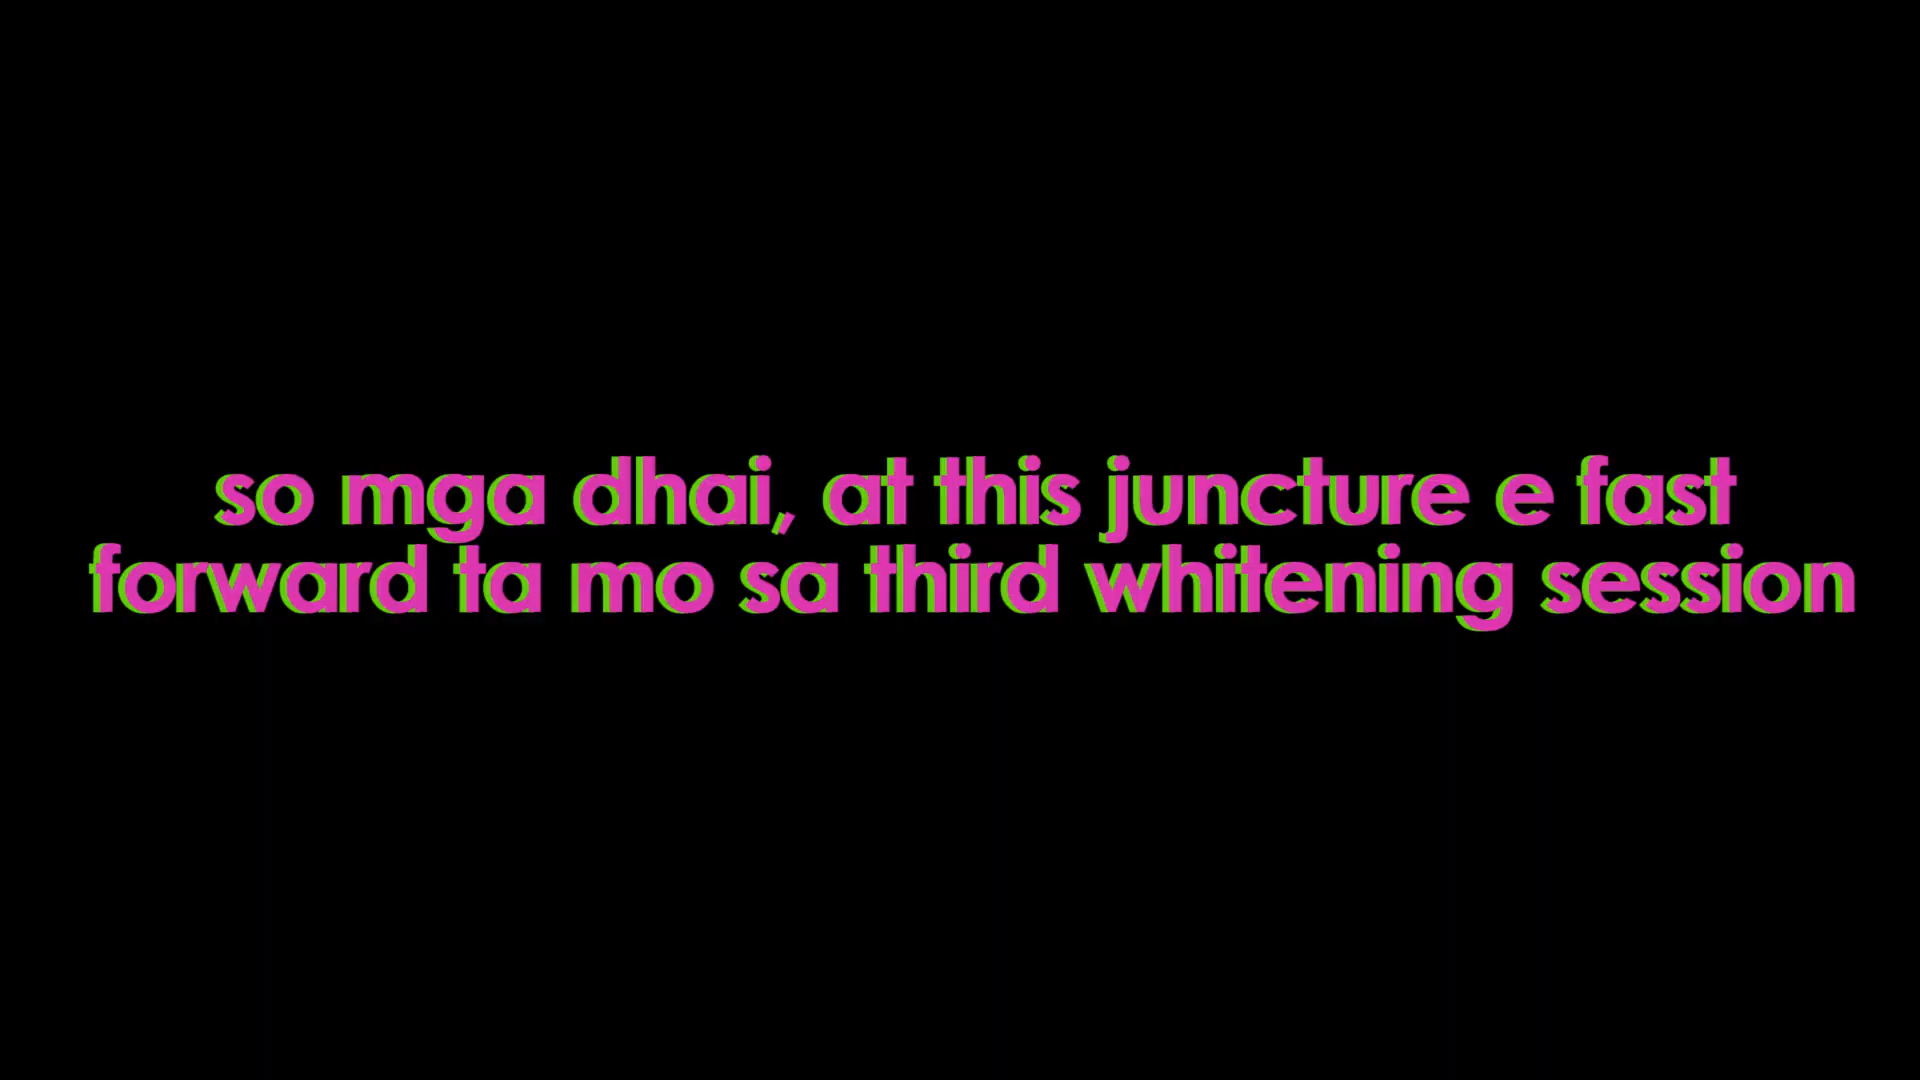 so mga dhai, at this juncture e fast
forward ta mo sa third whitening session